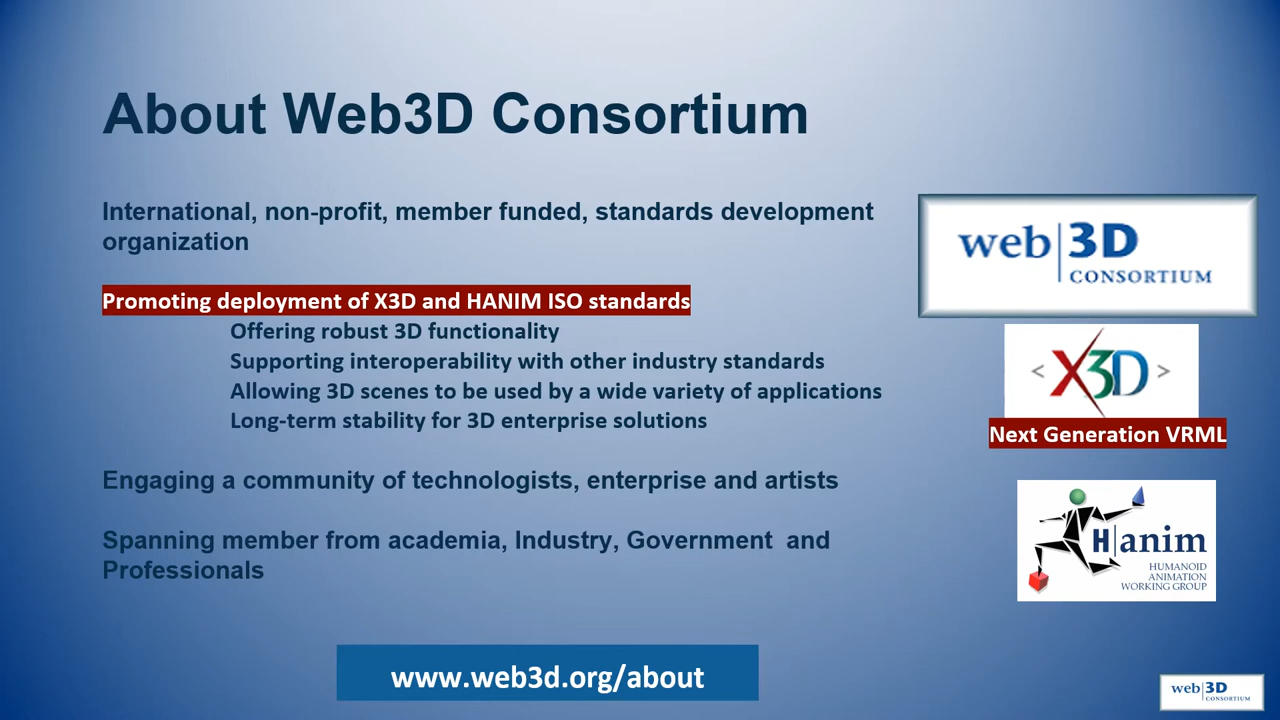 About Web3D Consortium
International, non-profit, member funded, standards development
organization
Promoting deployment of X3D and HANIM ISO standards
Offering robust 3D functionality
Supporting interoperability with other industry standards
Allowing 3D scenes to be used by a wide variety of applications
Long-term stability for 3D enterprise solutions
Engaging a community of technologists, enterprise and artists
Spanning member from academia, Industry, Government  and
Professionals
www.web3d.org/about
web|3D
CONSORTIUM
<X3D>
Next Generation VRML
H|anim
HUMANOID
ANIMATION
WORKING GROUP
web|3D
CONSORTIUM